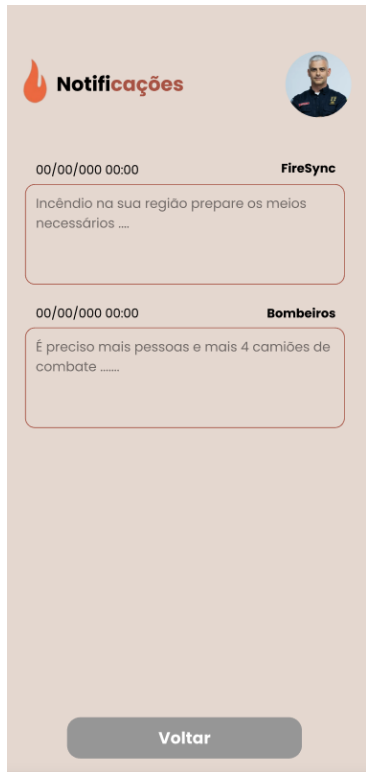 Notificações
00/00/000 00:00 FireSync
Incêndio na sua região prepare os meios
necessários ....
00/00/000 00:00 Bombeiros
É preciso mais pessoas e mais 4 camiões de
combate .......
Voltar